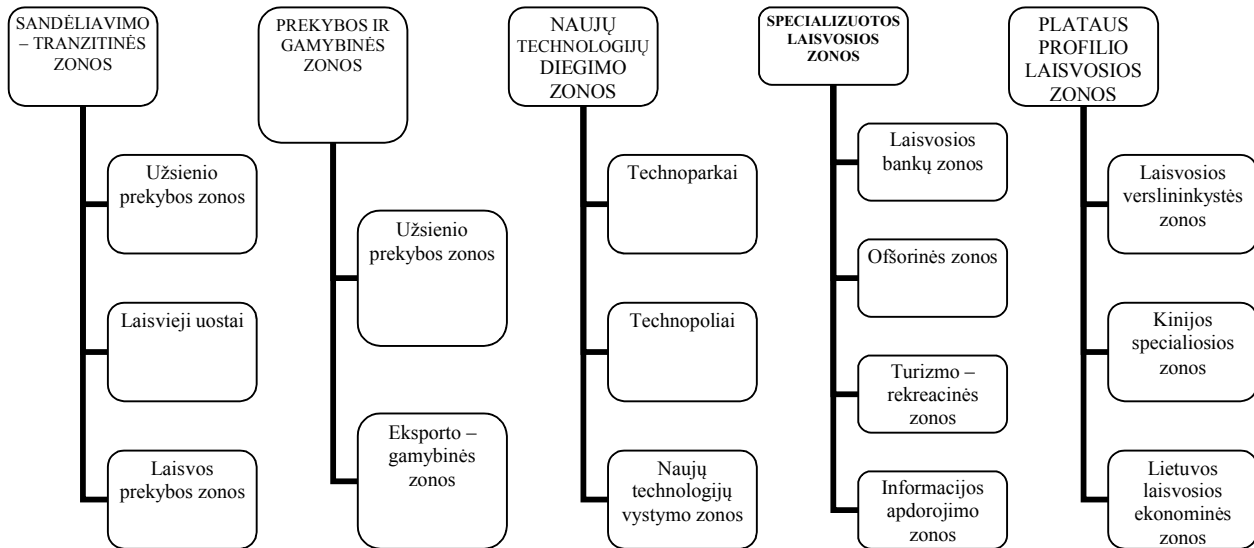 SANDĖLIAVIMO
– TRANZITINĖS
ZONOS
Užsienio
prekybos zonos
Laisvieji uostai
Laisvos
prekybos zonos
PREKYBOS IR
GAMYBINĖS
ZONOS
Užsienio
prekybos zonos
Eksporto –
gamybinės
zonos
NAUJŲ
TECHNOLOGIJŲ
DIEGIMO
ZONOS
Technoparkai
Technopoliai
Naujų
technologijų
vystymo zonos
SPECIALIZUOTOS
LAISVOSIOS
ZONOS
Laisvosios
bankų zonos
Ofšorinės zonos
Turizmo –
rekreacinės
zonos
Informacijos
apdorojimo
zonos
PLATAUS
PROFILIO
LAISVOSIOS
ZONOS
Laisvosios
verslininkystės
zonos
Kinijos
specialiosios
zonos
Lietuvos
laisvosios
ekonominės
zonos